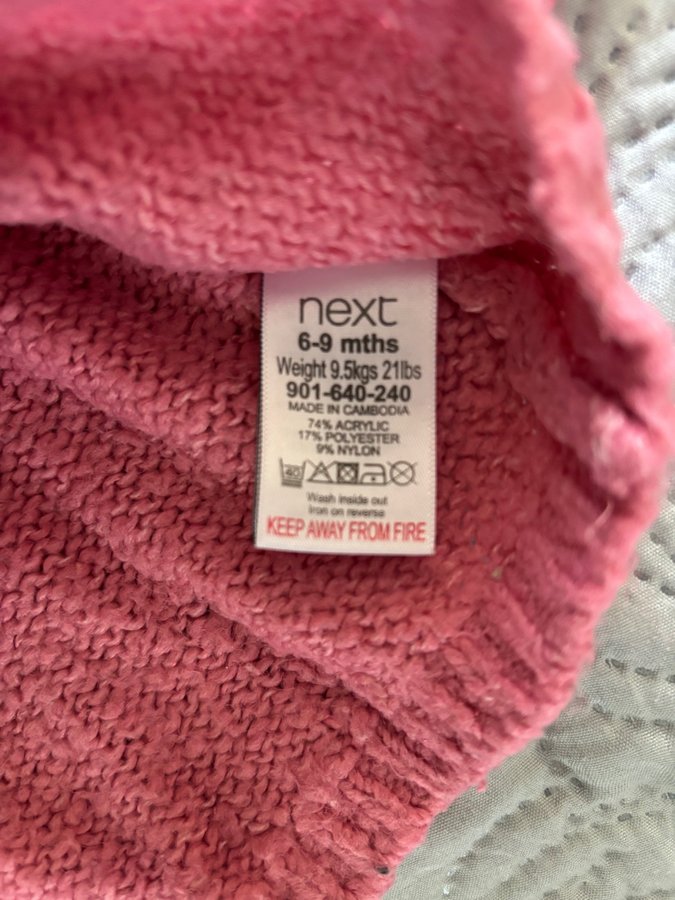 next
6-9 mths
Weight 9.5kgs 21lbs
901-640-240
MADE IN CAMBODIA
74% ACRYLIC
17% POLYESTER
9% NYLON
40
Wash inside out
Iron on reverse
KEEP AWAY FROM FIRE